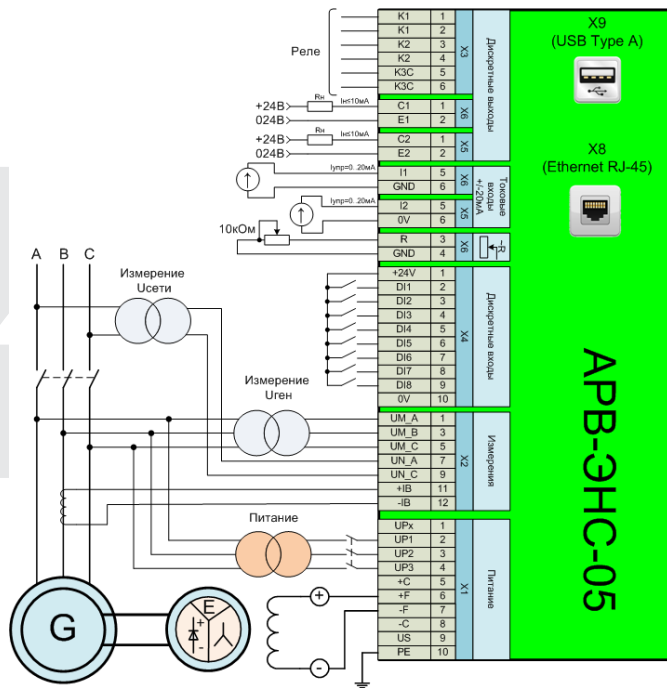 Реле
K1 1
K1 2
K2 3
K2 4
K3C 5
K3C 6
X3
Дискретные выходы
+24В Rн Iн≤10мА C1 1
024В E1 2
X6
+24В Rн Iн≤10мА C2 1
024В E2 2
X5
Iупр=0..20мА I1 5
GND 6
X6
Токовые входы +/-20мА
Iупр=0..20мА I2 5
0V 6
X5
10кОм R 3
GND 4
X6
~R
+24V 1
DI1 2
DI2 3
DI3 4
DI4 5
DI5 6
DI6 7
DI7 8
DI8 9
0V 10
X4
Дискретные входы
A B C
Измерение
Uсети
Измерение
Uген
UM_A 1
UM_B 3
UM_C 5
UN_A 7
UN_C 9
+IB 11
-IB 12
X2
Измерения
Питание
UPx 1
UP1 2
UP2 3
UP3 4
+C 5
+F 6
-F 7
-C 8
US 9
PE 10
X1
Питание
G
E
+
-
+
-
X9
(USB Type A)
X8
(Ethernet RJ-45)
АРВ-ЭНС-05